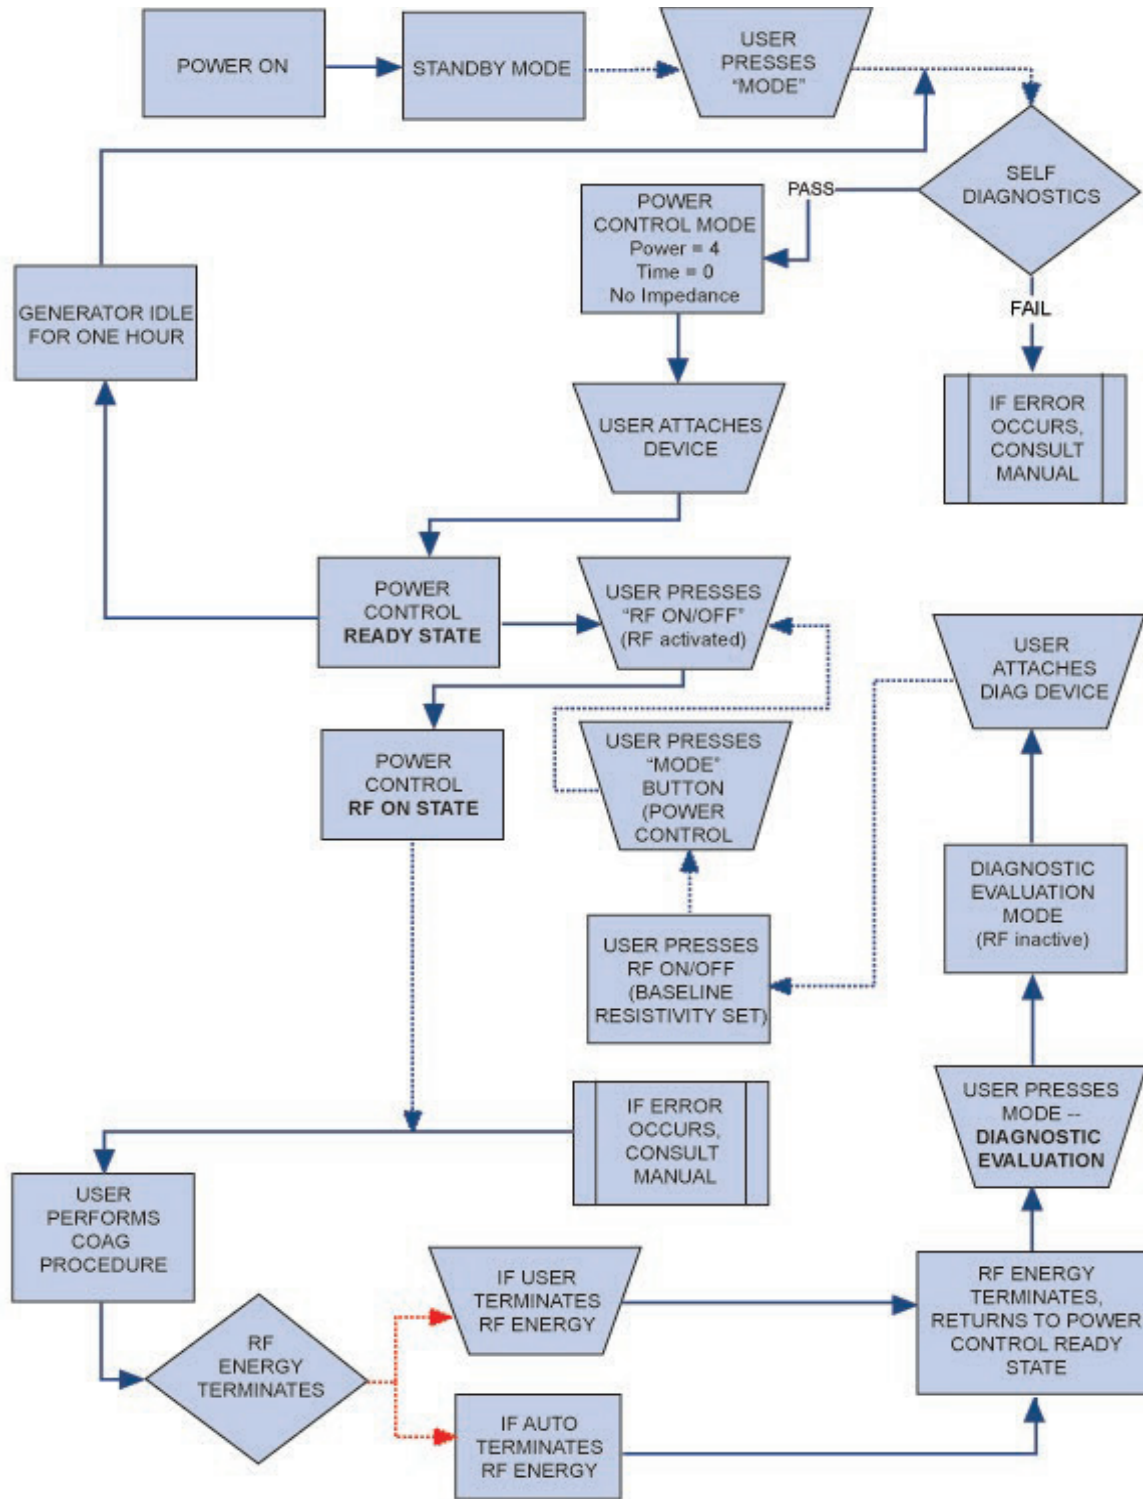 POWER ON
STANDBY MODE
USER
PRESSES
“MODE”
SELF
DIAGNOSTICS
PASS
POWER
CONTROL MODE
Power = 4
Time = 0
No Impedance
GENERATOR IDLE
FOR ONE HOUR
FAIL
IF ERROR
OCCURS,
CONSULT
MANUAL
USER ATTACHES
DEVICE
POWER
CONTROL
READY STATE
USER PRESSES
“RF ON/OFF”
(RF activated)
USER
ATTACHES
DIAG DEVICE
POWER
CONTROL
RF ON STATE
USER PRESSES
“MODE”
BUTTON
(POWER
CONTROL
DIAGNOSTIC
EVALUATION
MODE
(RF inactive)
USER PRESSES
RF ON/OFF
(BASELINE
RESISTIVITY SET)
USER PRESSES
MODE --
DIAGNOSTIC
EVALUATION
IF ERROR
OCCURS,
CONSULT
MANUAL
USER
PERFORMS
COAG
PROCEDURE
IF USER
TERMINATES
RF ENERGY
RF ENERGY
TERMINATES,
RETURNS TO POWER
CONTROL READY
STATE
RF
ENERGY
TERMINATES
IF AUTO
TERMINATES
RF ENERGY